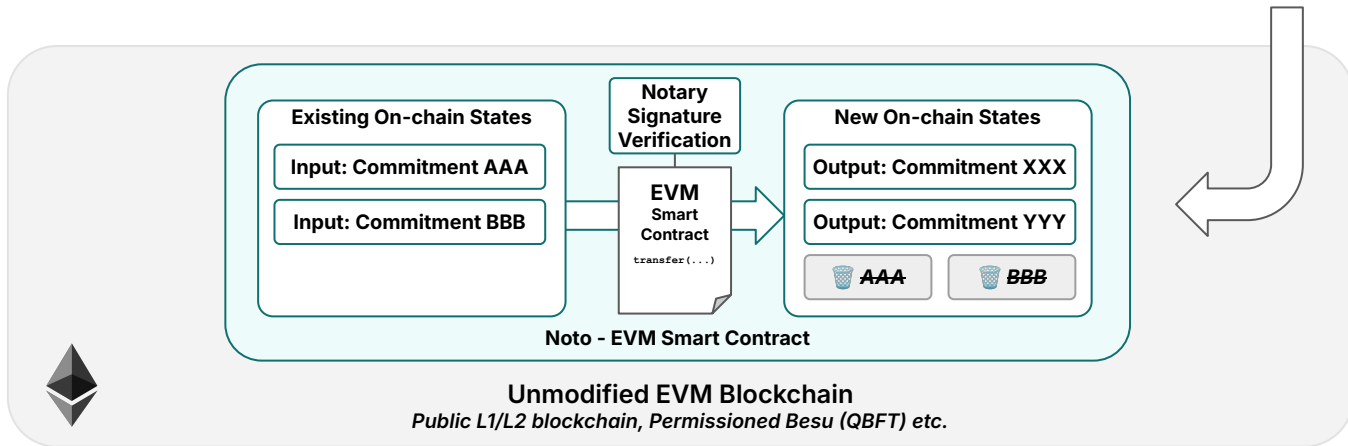 Existing On-chain States
Input: Commitment AAA
Input: Commitment BBB
Notary
Signature
Verification
EVM
Smart
Contract
transfer(...)
New On-chain States
Output: Commitment XXX
Output: Commitment YYY
AAA
BBB
Noto - EVM Smart Contract
Unmodified EVM Blockchain
Public L1/L2 blockchain, Permissioned Besu (QBFT) etc.